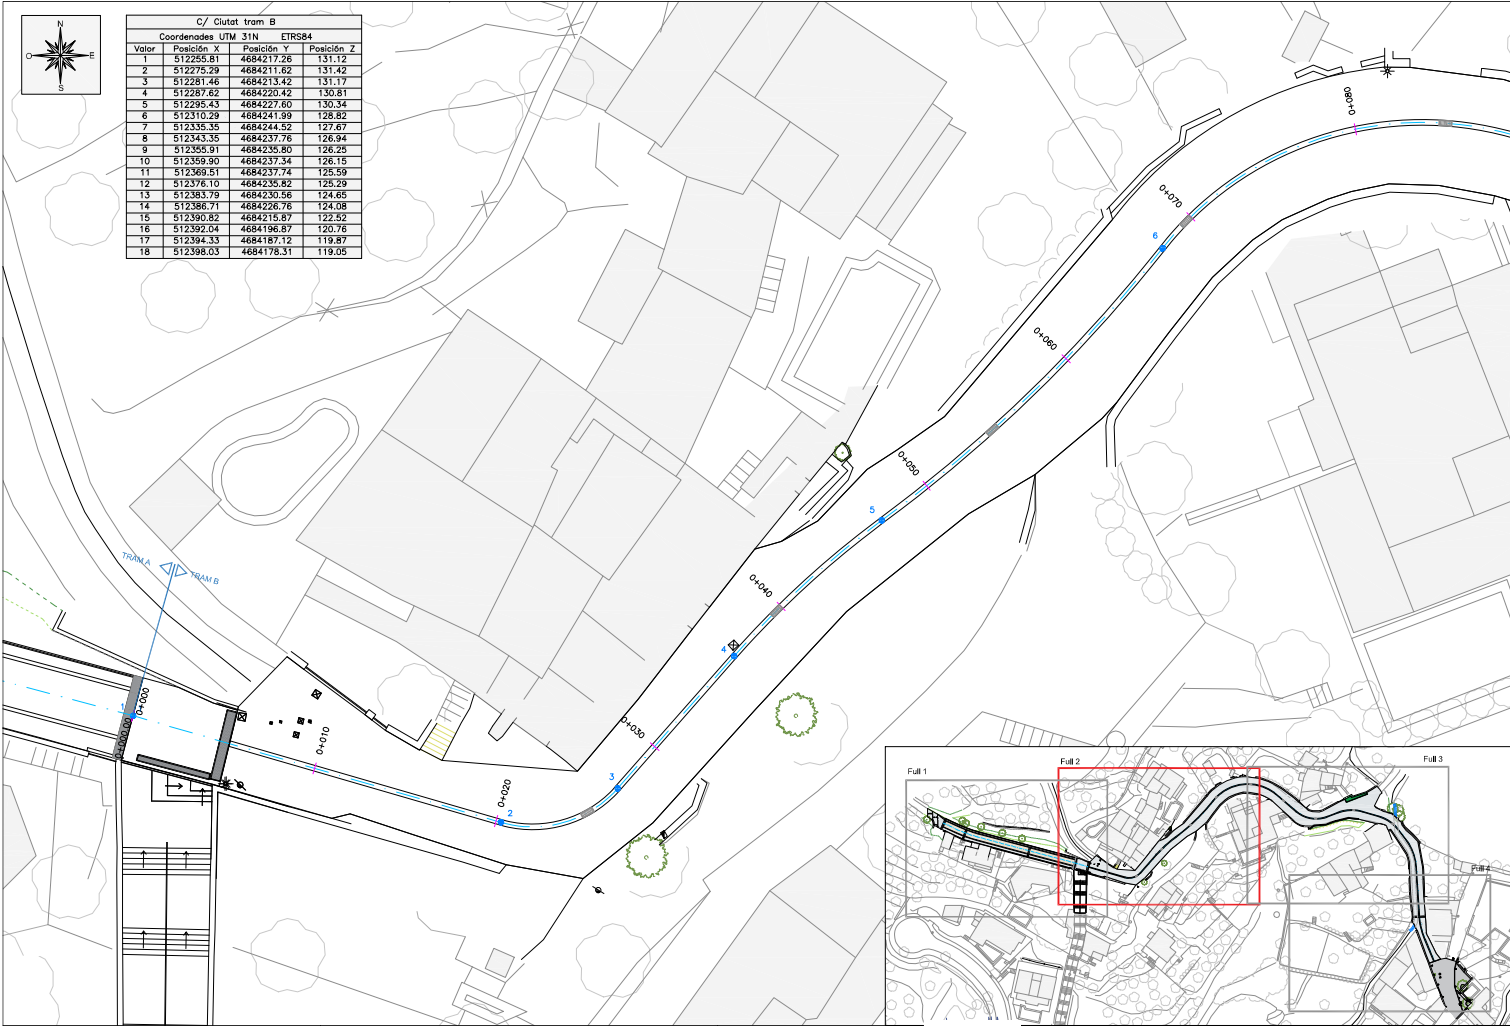 N
O E
S
C/ Ciutat tram B
Coordenades UTM 31N ETRS84
Valor Posición X Posición Y Posición Z
1 512255.81 4684217.26 131.12
2 512275.29 4684211.62 131.42
3 512281.46 4684213.42 131.17
4 512287.62 4684220.42 130.81
5 512295.43 4684227.60 130.34
6 512310.29 4684241.99 128.82
7 512335.35 4684244.52 127.67
8 512343.35 4684237.76 126.94
9 512355.91 4684235.80 126.25
10 512359.90 4684237.34 126.15
11 512369.51 4684237.74 125.59
12 512376.10 4684235.82 125.29
13 512383.79 4684230.56 124.65
14 512386.71 4684226.76 124.08
15 512390.82 4684215.87 122.52
16 512392.04 4684196.87 120.76
17 512394.33 4684187.12 119.87
18 512398.03 4684178.31 119.05
0+080
0+070
6
0+060
0+050
5
0+040
4
TRAM A TRAM B
0+030
1
0+000
0+000.00
0+010
3
0+020
2
Full 1
Full 2
Full 3
Full 4